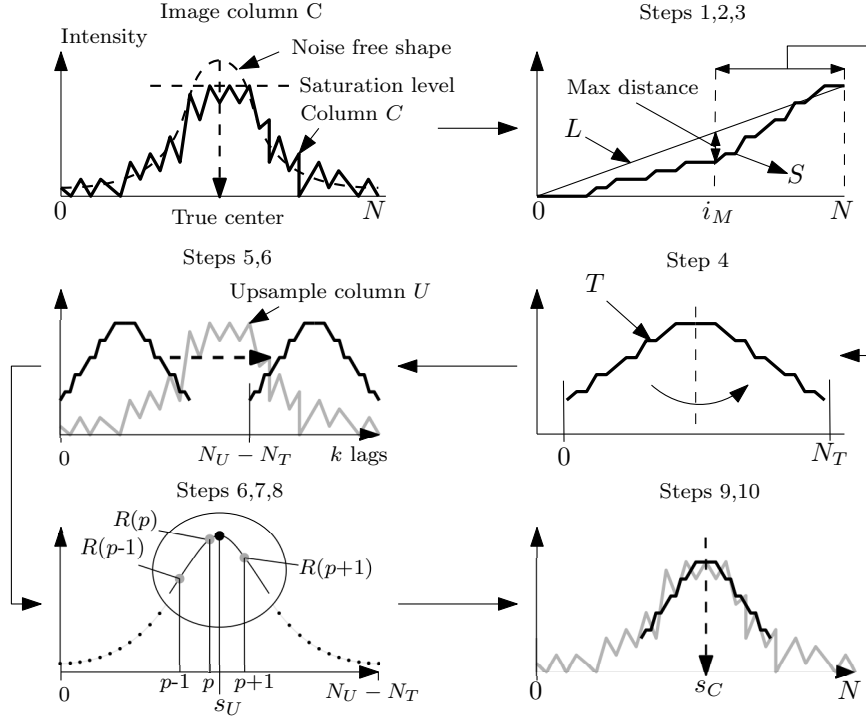 Image column C
Intensity
Noise free shape
Saturation level
Column C
0
True center
N
Steps 1,2,3
Max distance
L
S
0
i_M
N
Steps 5,6
Upsample column U
0
N_U − N_T
k lags
Step 4
T
0
N_T
Steps 6,7,8
R(p)
R(p-1)
R(p+1)
0
p-1
p
p+1
N_U − N_T
s_U
Steps 9,10
0
s_C
N